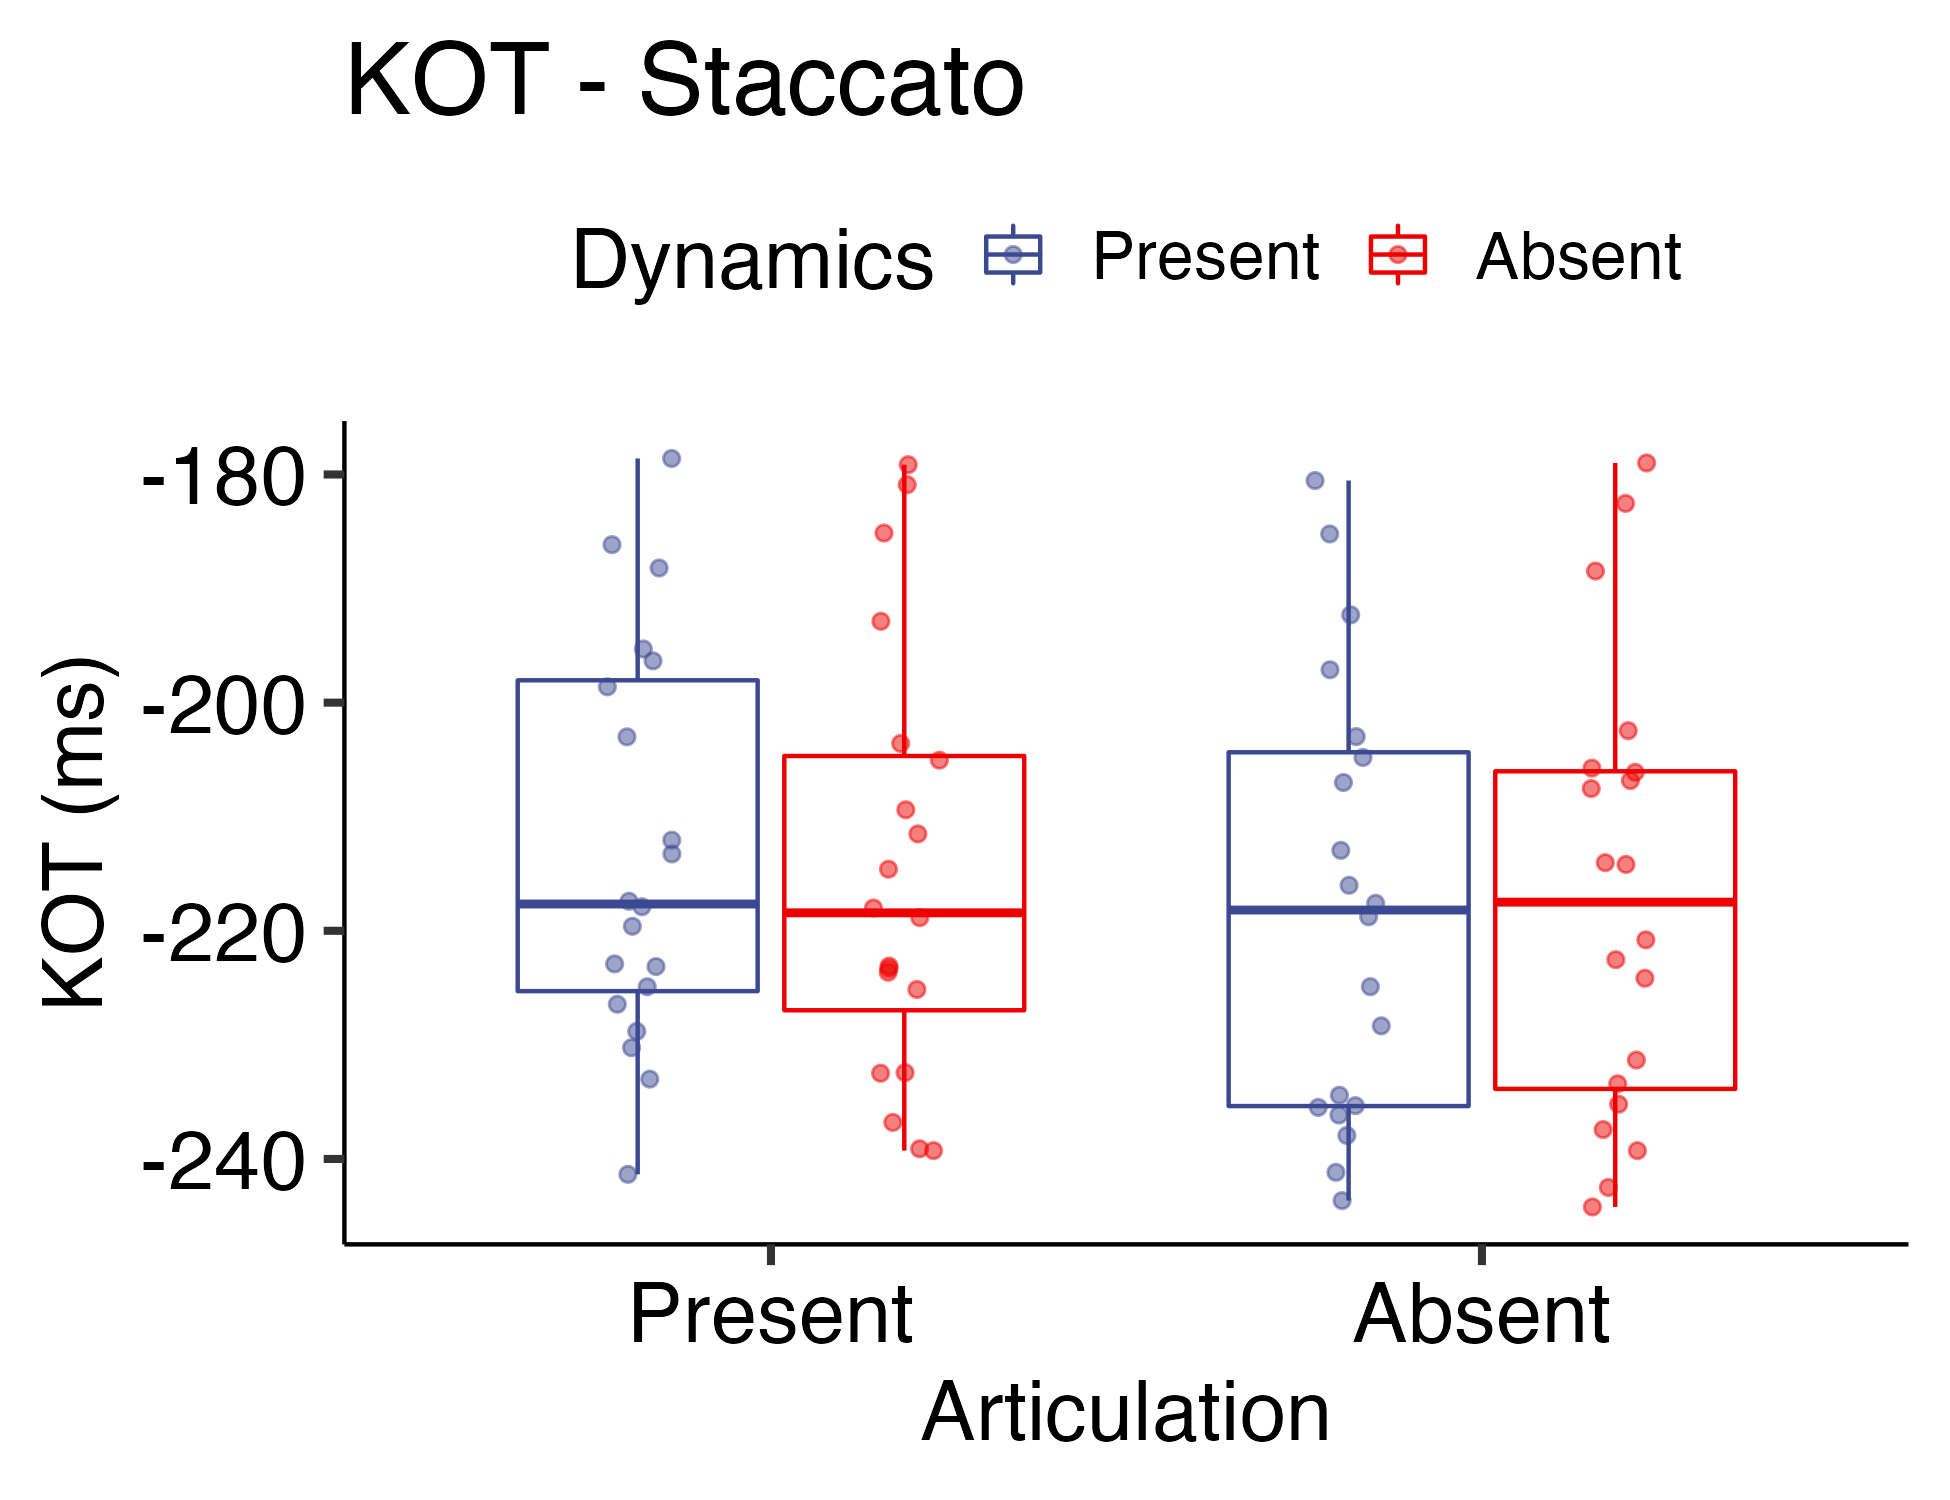 KOT - Staccato
Dynamics Present Absent
KOT (ms)
-180
-200
-220
-240
Present Absent
Articulation